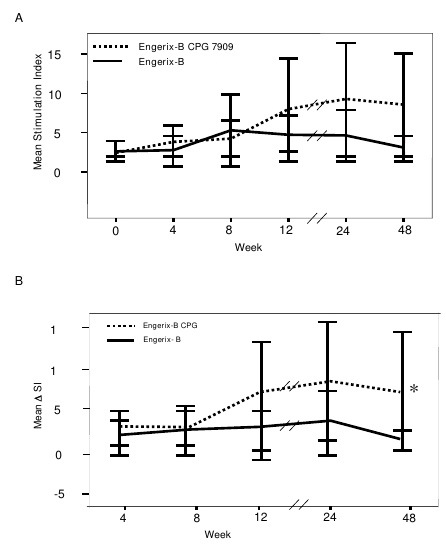 A
Engerix-B CPG 7909
Engerix-B
15
10
5
0
Mean Stimulation Index
0 4 8 12 24 48
Week
B
Engerix-B CPG
Engerix- B
1
1
5
0
-5
Mean Δ SI
*
4 8 12 24 48
Week